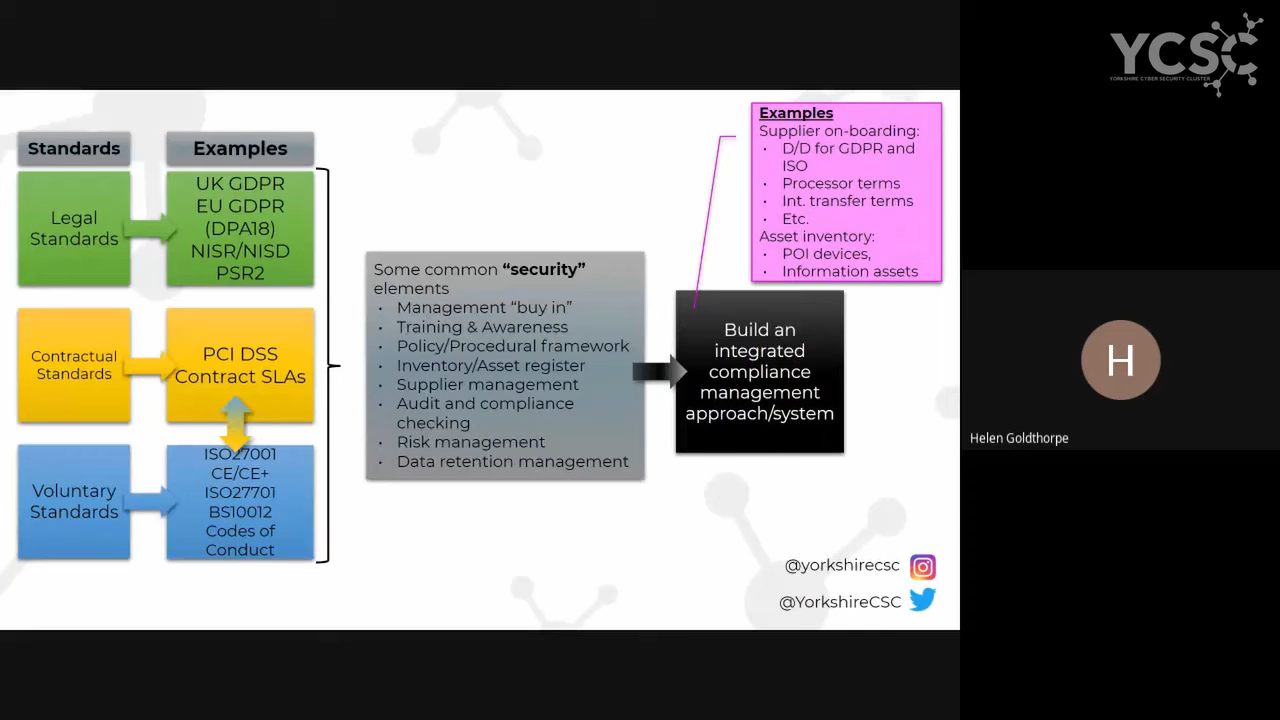 YCSC
YORKSHIRE CYBER SECURITY CLUSTER
Standards
Examples
Legal
Standards
UK GDPR
EU GDPR
(DPA18)
NISR/NISD
PSR2
Contractual
Standards
PCI DSS
Contract SLAs
Voluntary
Standards
ISO27001
CE/CE+
ISO27701
BS10012
Codes of
Conduct
Some common “security”
elements
• Management “buy in”
• Training & Awareness
• Policy/Procedural framework
• Inventory/Asset register
• Supplier management
• Audit and compliance
checking
• Risk management
• Data retention management
Build an
integrated
compliance
management
approach/system
Examples
Supplier on-boarding:
• D/D for GDPR and
ISO
• Processor terms
• Int. transfer terms
• Etc.
Asset inventory:
• POI devices,
• Information assets
@yorkshirecsc
@YorkshireCSC
H
Helen Goldthorpe